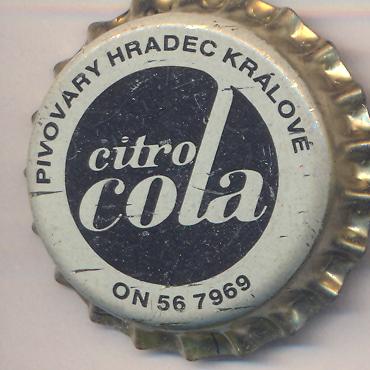 PIVOVARY HRADEC KRÁLOVÉ
citro
cola
ON 56 7969